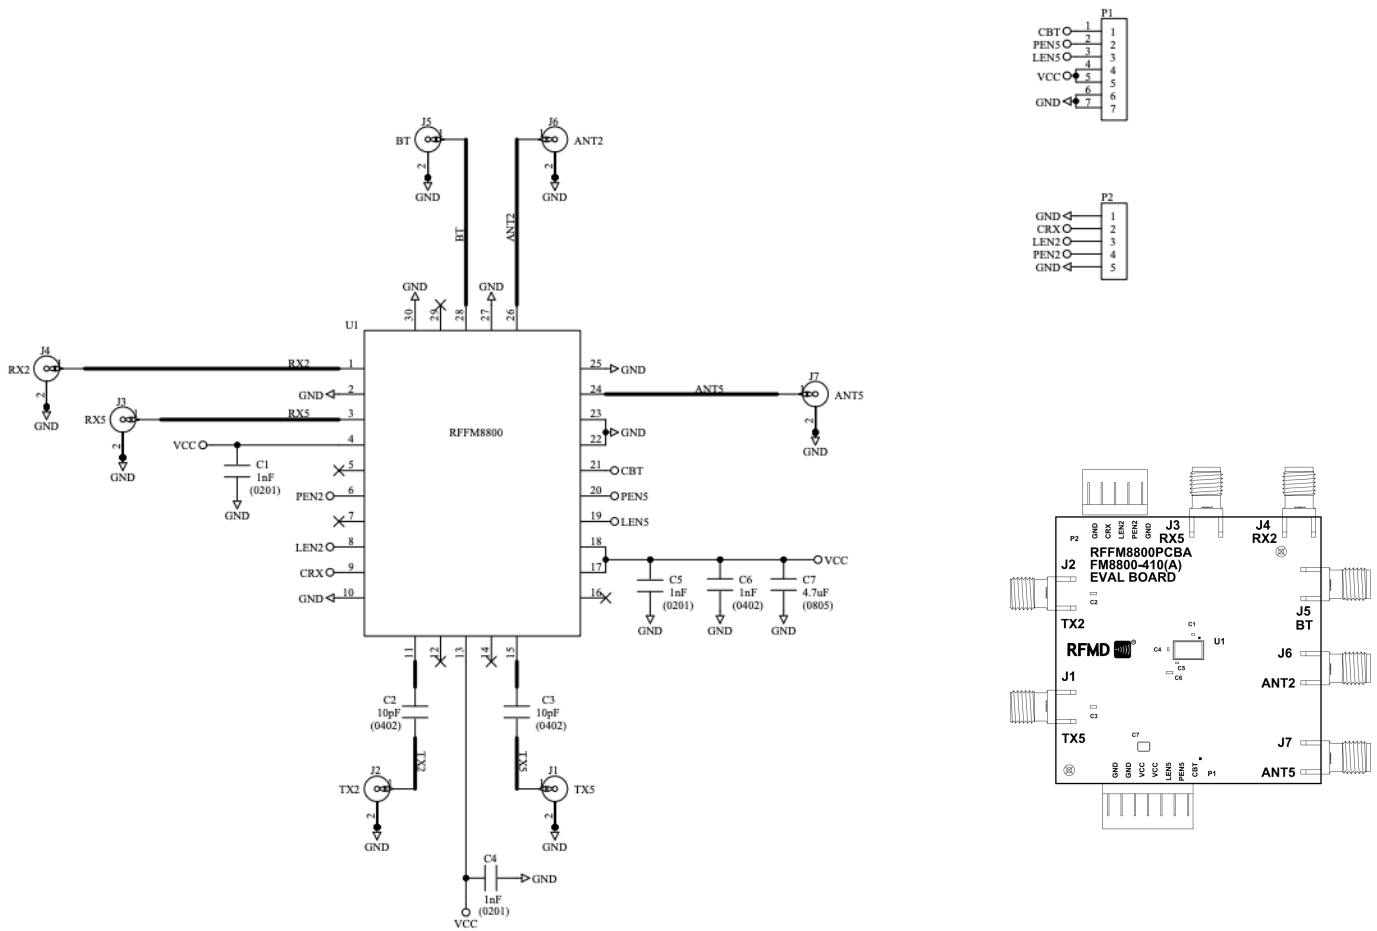 P1
CBT 1 1
PEN5 2 2
LEN5 3 3
4 4
VCC 5 5
6 6
GND 7 7
P2
GND 1
CRX 2
LEN2 3
PEN2 4
GND 5
J5
BT 1
2
GND
J6
1 ANT2
2
GND
BT
ANT2
GND
GND
30
29
28
27
26
U1
RFFM8800
J4
RX2 1
2
GND
RX2 1
GND 2
J3
RX5 1
2
GND
RX5 3
VCC 4
C1
1nF
(0201)
GND
5
PEN2 6
7
LEN2 8
CRX 9
GND 10
25 GND
24 ANT5
J7
1 ANT5
2
GND
23
GND
22
21 CBT
20 PEN5
19 LEN5
18
VCC
17
16
C5
1nF
(0201)
GND
C6
1nF
(0402)
GND
C7
4.7uF
(0805)
GND
11
12
13
14
15
C2
10pF
(0402)
C3
10pF
(0402)
TX2
TX5
J2
TX2 1
2
GND
J1
1 TX5
2
GND
C4
GND
1nF
(0201)
VCC
P2
GND
CRX
LEN2
PEN2
GND
J3
RX5
J4
RX2
RFFM8800PCBA
FM8800-410(A)
EVAL BOARD
J2
C2
TX2
J5
BT
C1
U1
C4
C5
C6
RFMD®
J6
ANT2
J1
C3
TX5
C7
J7
ANT5
GND
GND
VCC
VCC
LEN5
PEN5
CBT
P1